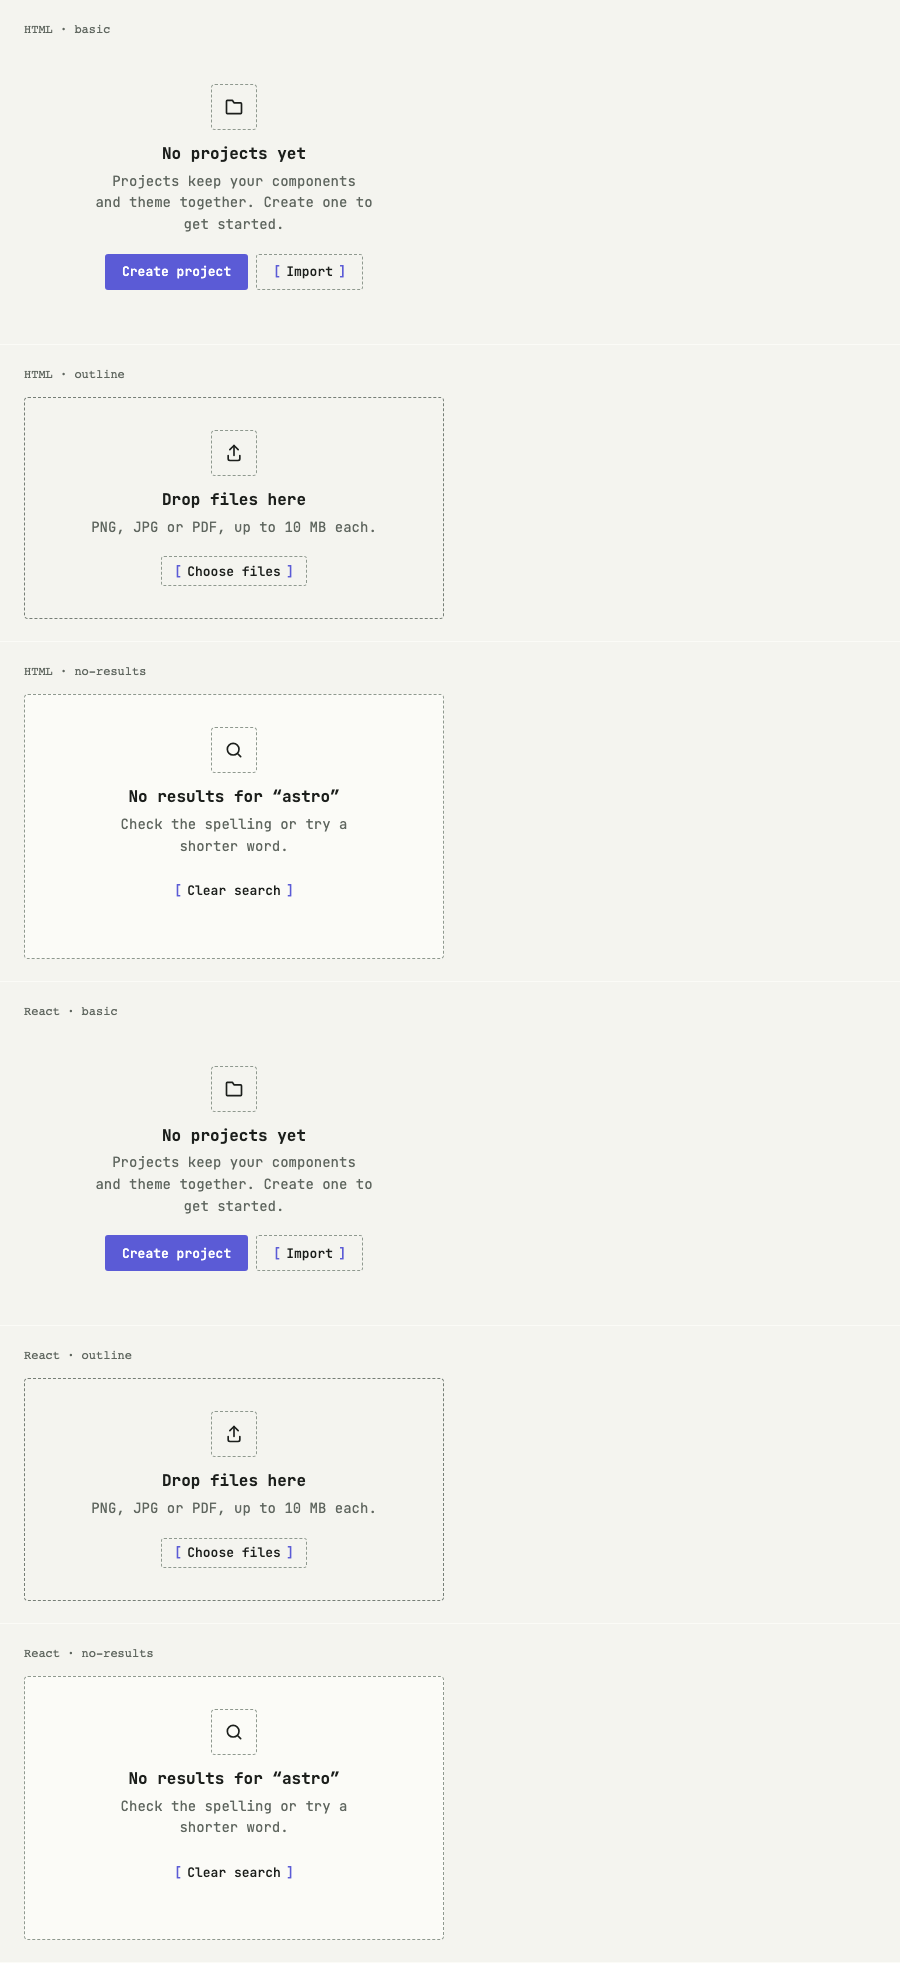 HTML · basic
No projects yet
Projects keep your components
and theme together. Create one to
get started.
Create project
[ Import ]
HTML · outline
Drop files here
PNG, JPG or PDF, up to 10 MB each.
[ Choose files ]
HTML · no-results
No results for “astro”
Check the spelling or try a
shorter word.
[ Clear search ]
React · basic
No projects yet
Projects keep your components
and theme together. Create one to
get started.
Create project
[ Import ]
React · outline
Drop files here
PNG, JPG or PDF, up to 10 MB each.
[ Choose files ]
React · no-results
No results for “astro”
Check the spelling or try a
shorter word.
[ Clear search ]